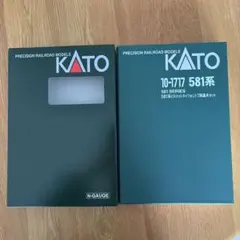 PRECISION RAILROAD MODELS
KATO
N-GAUGE
PRECISION RAILROAD MODELS
KATO
10-1717 581系